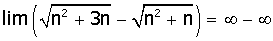 lim (√(n² + 3n) − √(n² + n)) = ∞ − ∞